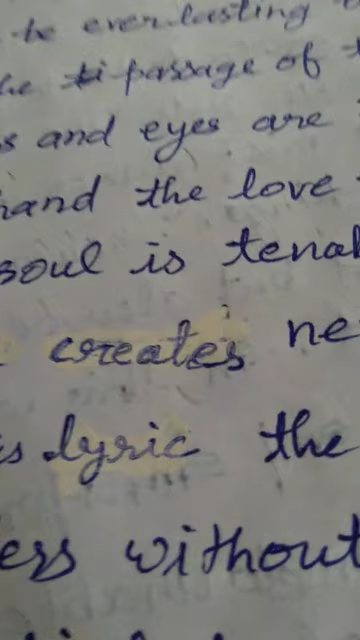 be everlasting
the passage of
and eyes are
hand the love
soul is
creates
lyric the
without